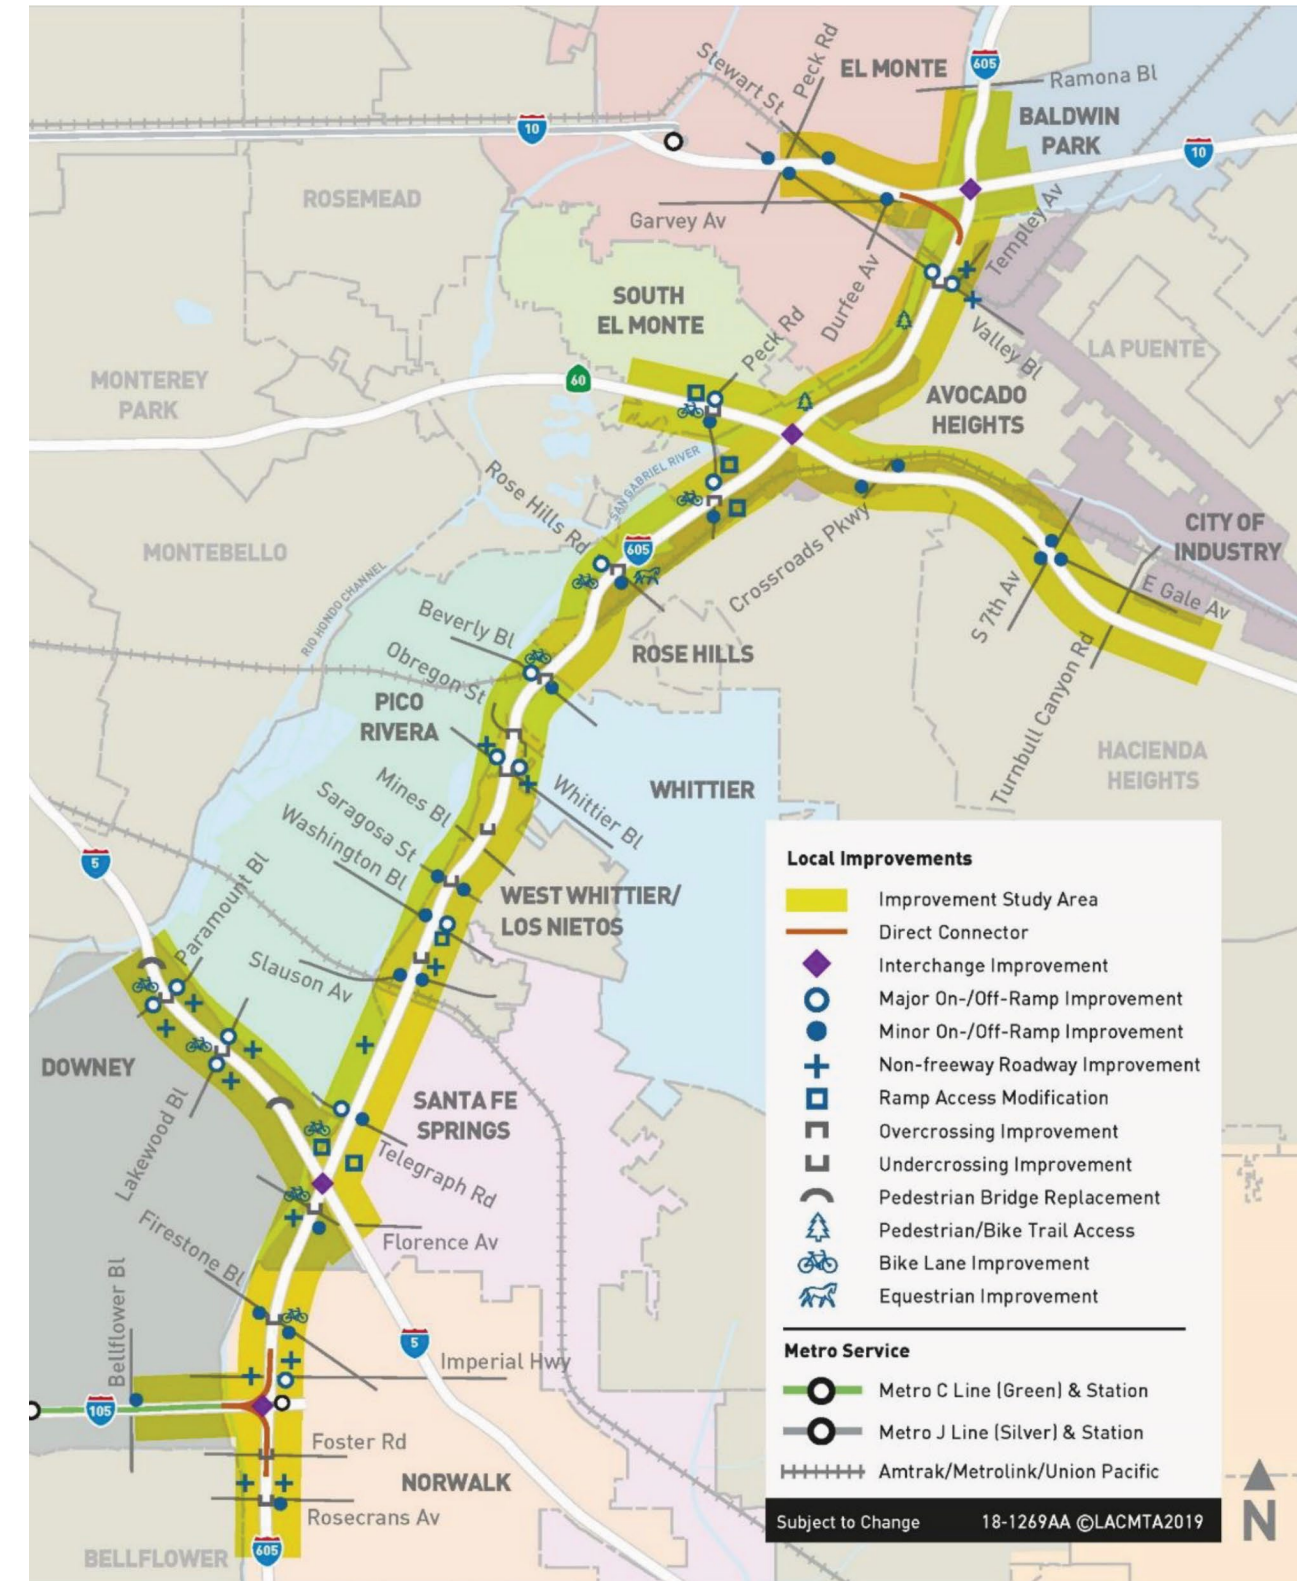 Stewart St
Peck Rd
EL MONTE
605
Ramona Bl
BALDWIN
PARK
10
10
ROSEMEAD
Garvey Av
Templey Av
Durfee Av
SOUTH
EL MONTE
Peck Rd
Valley Bl
LA PUENTE
60
MONTEREY
PARK
AVOCADO
HEIGHTS
SAN GABRIEL RIVER
Rose Hills Rd
605
Crossroads Pkwy
CITY OF
INDUSTRY
MONTEBELLO
RIO HONDO CHANNEL
S 7th Av
E Gale Av
Beverly Bl
ROSE HILLS
Obregon St
Turnbull Canyon Rd
PICO
RIVERA
HACIENDA
HEIGHTS
WHITTIER
Mines Bl
Whittier Bl
Saragosa St
Washington Bl
5
Paramount Bl
WEST WHITTIER/
LOS NIETOS
Slauson Av
DOWNEY
SANTA FE
SPRINGS
Lakewood Bl
Telegraph Rd
Firestone Bl
Florence Av
Bellflower Bl
5
Imperial Hwy
105
Foster Rd
NORWALK
Rosecrans Av
BELLFLOWER
605
Local Improvements
Improvement Study Area
Direct Connector
Interchange Improvement
Major On-/Off-Ramp Improvement
Minor On-/Off-Ramp Improvement
Non-freeway Roadway Improvement
Ramp Access Modification
Overcrossing Improvement
Undercrossing Improvement
Pedestrian Bridge Replacement
Pedestrian/Bike Trail Access
Bike Lane Improvement
Equestrian Improvement
Metro Service
Metro C Line (Green) & Station
Metro J Line (Silver) & Station
Amtrak/Metrolink/Union Pacific
Subject to Change 18-1269AA ©LACMTA2019
N